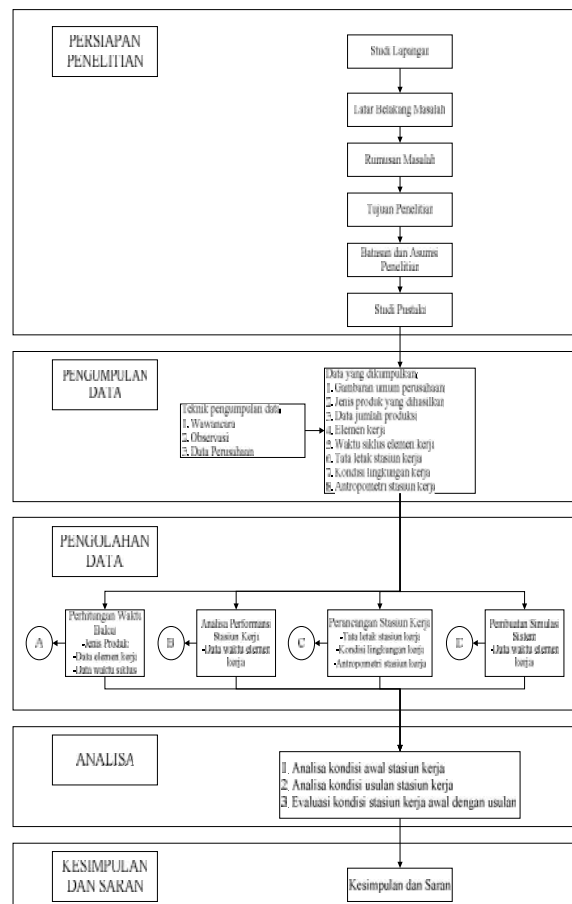 PERSIAPAN
PENELITIAN
Studi Lapangan
Latar Belakang Masalah
Rumusan Masalah
Tujuan Penelitian
Batasan dan Asumsi
Penelitian
Studi Pustaka
PENGUMPULAN
DATA
Teknik pengumpulan data
1. Wawancara
2. Observasi
3. Data Perusahaan
Data yang dikumpulkan
1. Gambaran umum perusahaan
2. Jenis produk yang dihasilkan
3. Data jumlah produksi
4. Elemen kerja
5. Waktu siklus elemen kerja
6. Tata letak stasiun kerja
7. Kondisi lingkungan kerja
8. Antropometri stasiun kerja
PENGOLAHAN
DATA
A
Perhitungan Waktu
Baku
-Jenis Produk
-Data elemen kerja
-Data waktu siklus
B
Analisa Performansi
Stasiun Kerja
-Data waktu elemen
kerja
C
Perancangan Stasiun Kerja
-Tata letak stasiun kerja
-Kondisi lingkungan kerja
-Antropometri stasiun kerja
Pembuatan Simulasi
Sistem
-Data waktu elemen
kerja
ANALISA
1. Analisa kondisi awal stasiun kerja
2. Analisa kondisi usulan stasiun kerja
3. Evaluasi kondisi stasiun kerja awal dengan usulan
KESIMPULAN
DAN SARAN
Kesimpulan dan Saran